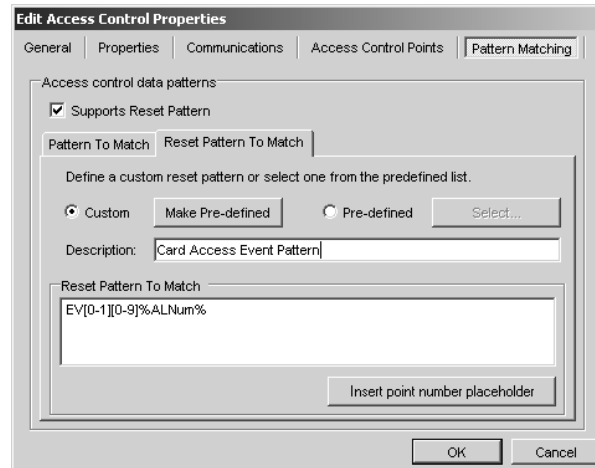 Edit Access Control Properties
General Properties Communications Access Control Points Pattern Matching
Access control data patterns
Supports Reset Pattern
Pattern To Match Reset Pattern To Match
Define a custom reset pattern or select one from the predefined list.
Custom Make Pre-defined Pre-defined Select...
Description: Card Access Event Pattern
Reset Pattern To Match
EV[0-1][0-9]%ALNum%
Insert point number placeholder
OK Cancel